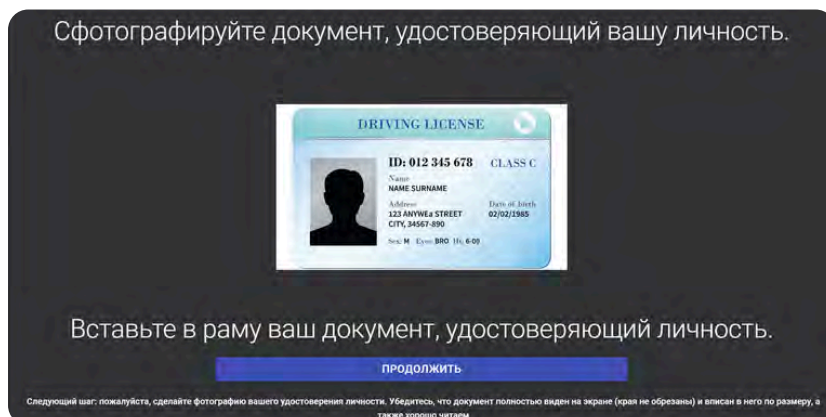 Сфотографируйте документ, удостоверяющий вашу личность.
DRIVING LICENSE
ID: 012 345 678 CLASS C
Name
NAME SURNAME
Address Date of birth
123 ANYWEa STREET 02/02/1985
CITY, 34567-890
Sex: M Eyes: BRO Ht: 6-00
Вставьте в раму ваш документ, удостоверяющий личность.
ПРОДОЛЖИТЬ
Следующий шаг: пожалуйста, сделайте фотографию вашего удостоверения личности. Убедитесь, что документ полностью виден на экране (края не обрезаны) и вписан в него по размеру, а
также хорошо читаем